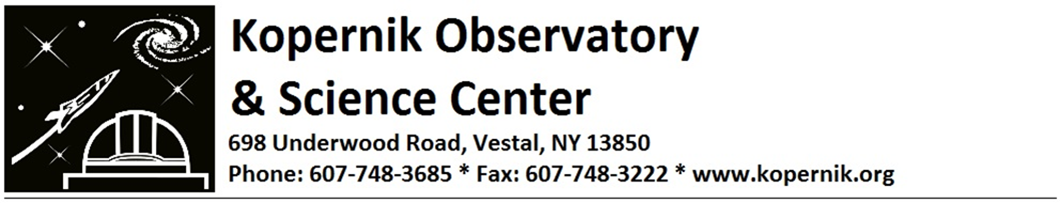 Kopernik Observatory
& Science Center
698 Underwood Road, Vestal, NY 13850
Phone: 607-748-3685 * Fax: 607-748-3222 * www.kopernik.org